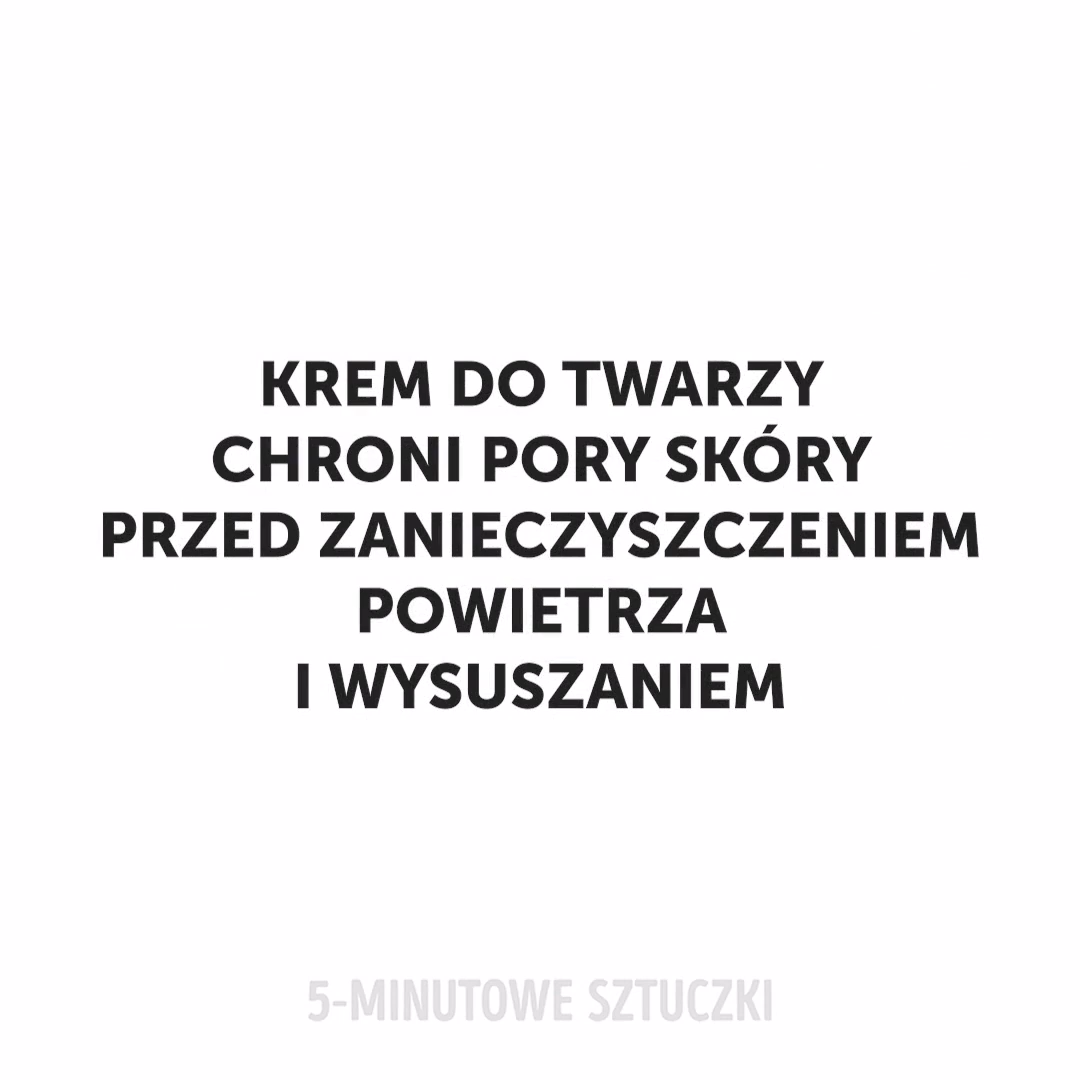 KREM DO TWARZY
CHRONI PORY SKÓRY
PRZED ZANIECZYSZCZENIEM
POWIETRZA
I WYSUSZANIEM
5-MINUTOWE SZTUCZKI